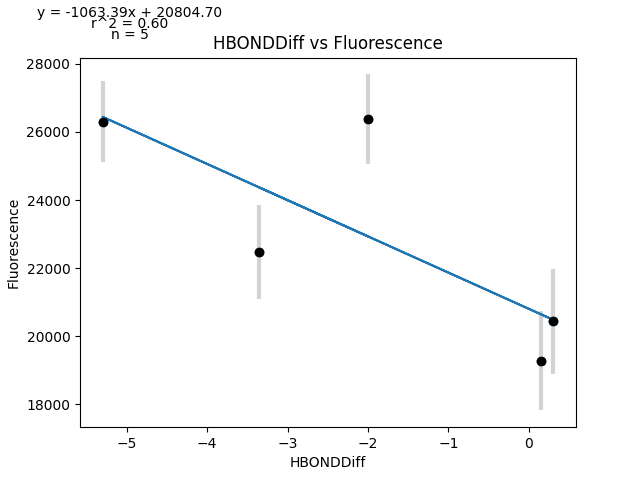 y = -1063.39x + 20804.70
r^2 = 0.60
n = 5
HBONDDiff vs Fluorescence
28000
26000
24000
22000
20000
18000
Fluorescence
−5
−4
−3
−2
−1
0
HBONDDiff